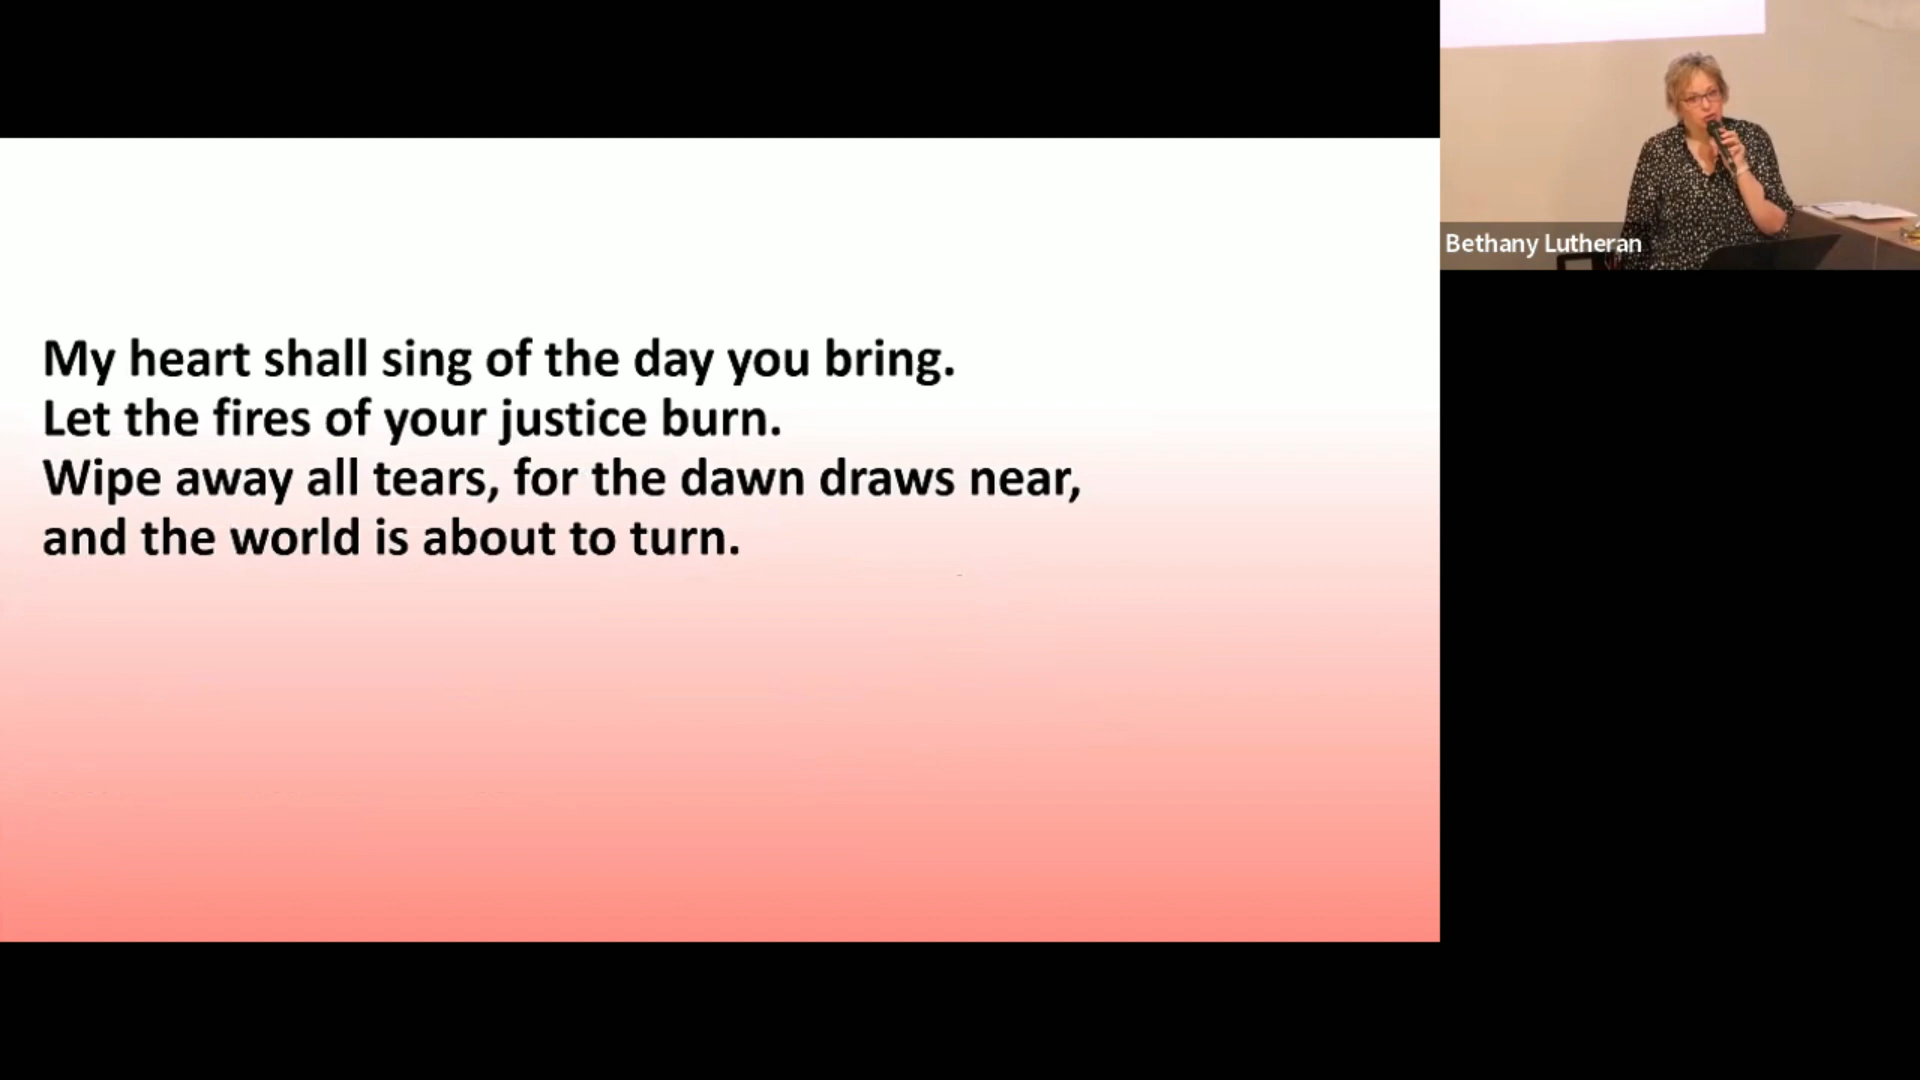 My heart shall sing of the day you bring.
Let the fires of your justice burn.
Wipe away all tears, for the dawn draws near,
and the world is about to turn.
Bethany Lutheran